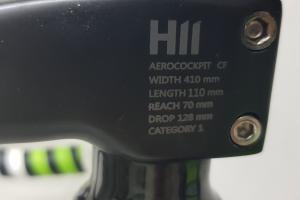 H11
AEROCOCKPIT CF
WIDTH 410 mm
LENGTH 110 mm
REACH 70 mm
DROP 128 mm
CATEGORY 1